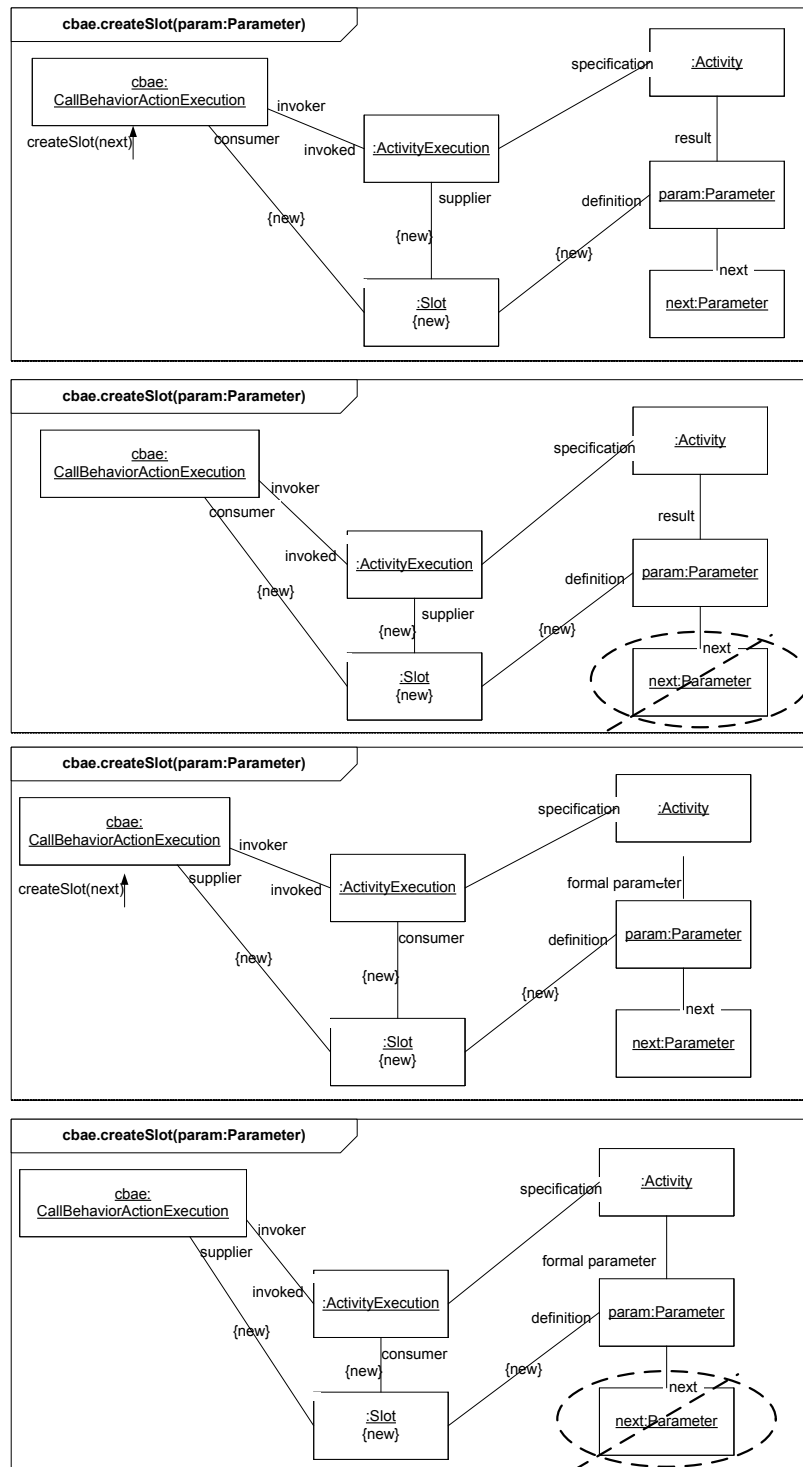 cbae.createSlot(param:Parameter)
cbae:
CallBehaviorActionExecution
specification
:Activity
invoker
createSlot(next)
consumer
invoked
:ActivityExecution
result
supplier
definition
param:Parameter
{new}
{new}
{new}
next
:Slot
{new}
next:Parameter
cbae.createSlot(param:Parameter)
cbae:
CallBehaviorActionExecution
:Activity
specification
invoker
consumer
result
invoked
:ActivityExecution
definition
param:Parameter
{new}
supplier
{new}
{new}
next
:Slot
{new}
next:Parameter
cbae.createSlot(param:Parameter)
cbae:
CallBehaviorActionExecution
specification
:Activity
invoker
supplier
createSlot(next)
invoked
:ActivityExecution
formal parameter
consumer
definition
param:Parameter
{new}
{new}
{new}
next
:Slot
{new}
next:Parameter
cbae.createSlot(param:Parameter)
cbae:
CallBehaviorActionExecution
specification
:Activity
invoker
supplier
formal parameter
invoked
:ActivityExecution
definition
param:Parameter
{new}
consumer
{new}
{new}
next
:Slot
{new}
next:Parameter